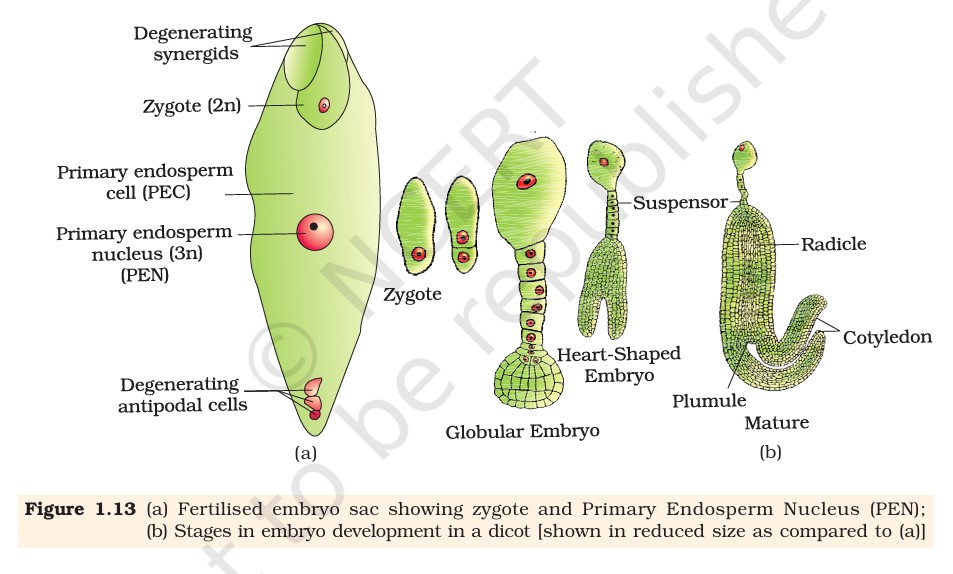 Degenerating
synergids
Zygote (2n)
Primary endosperm
cell (PEC)
Primary endosperm
nucleus (3n)
(PEN)
Degenerating
antipodal cells
(a)
Zygote
Globular Embryo
Heart-Shaped
Embryo
Suspensor
Radicle
Cotyledon
Plumule
Mature
(b)
Figure 1.13 (a) Fertilised embryo sac showing zygote and Primary Endosperm Nucleus (PEN);
(b) Stages in embryo development in a dicot [shown in reduced size as compared to (a)]
© NCERT
t to be republishe